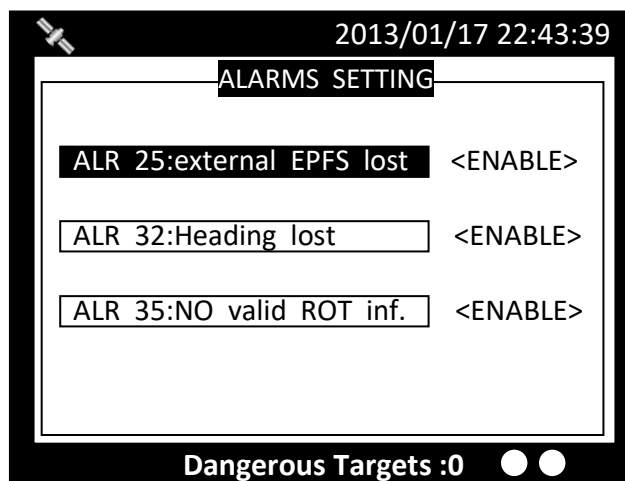 2013/01/17 22:43:39
ALARMS SETTING
ALR 25:external EPFS lost <ENABLE>
ALR 32:Heading lost <ENABLE>
ALR 35:NO valid ROT inf. <ENABLE>
Dangerous Targets :0